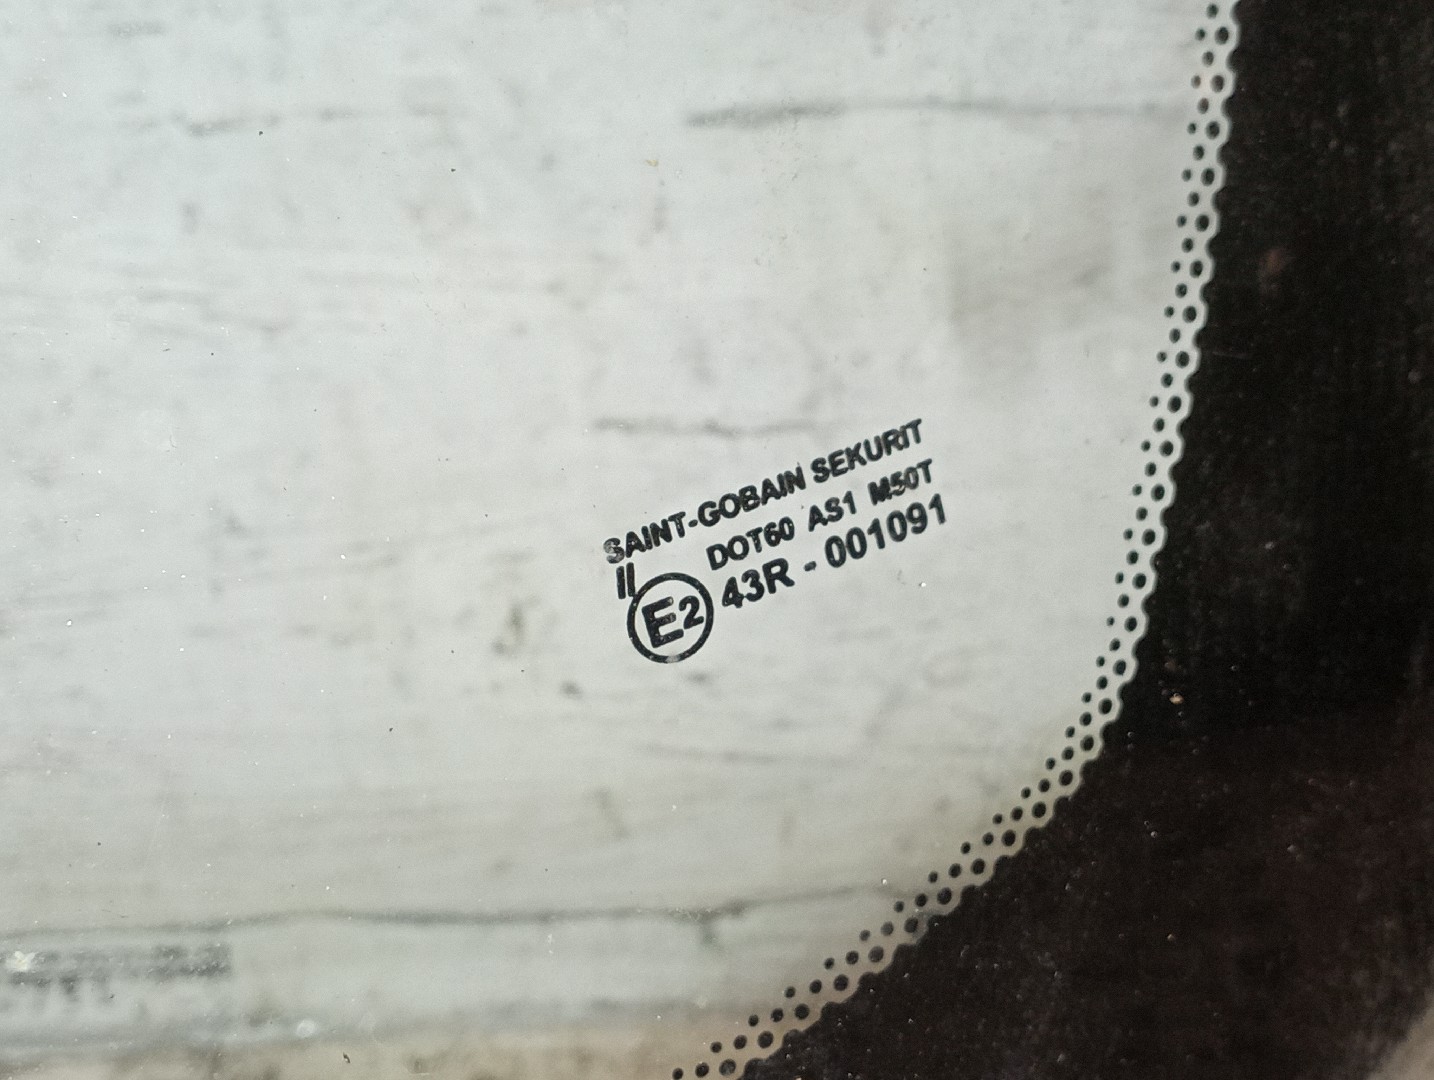 SAINT-GOBAIN SEKURIT
DOT60 AS1 M50T
II
E2 43R - 001091